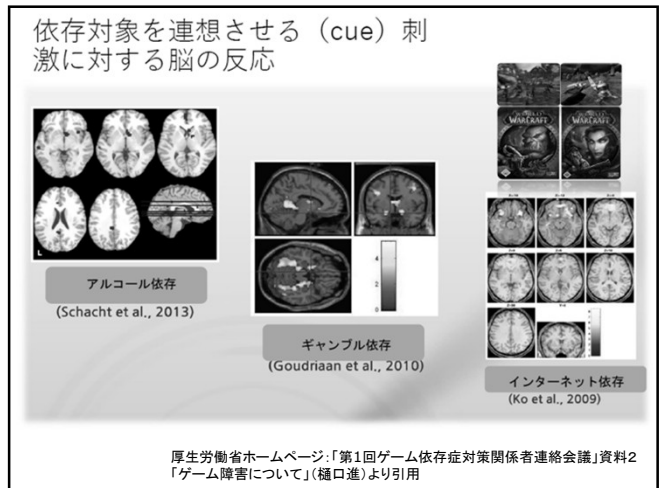 依存対象を連想させる（cue）刺
激に対する脳の反応
WARCRAFT
WARCRAFT
L
アルコール依存
(Schacht et al., 2013)
4
2
0
ギャンブル依存
(Goudriaan et al., 2010)
インターネット依存
(Ko et al., 2009)
厚生労働省ホームページ：「第1回ゲーム依存症対策関係者連絡会議」資料2
「ゲーム障害について」（樋口進）より引用